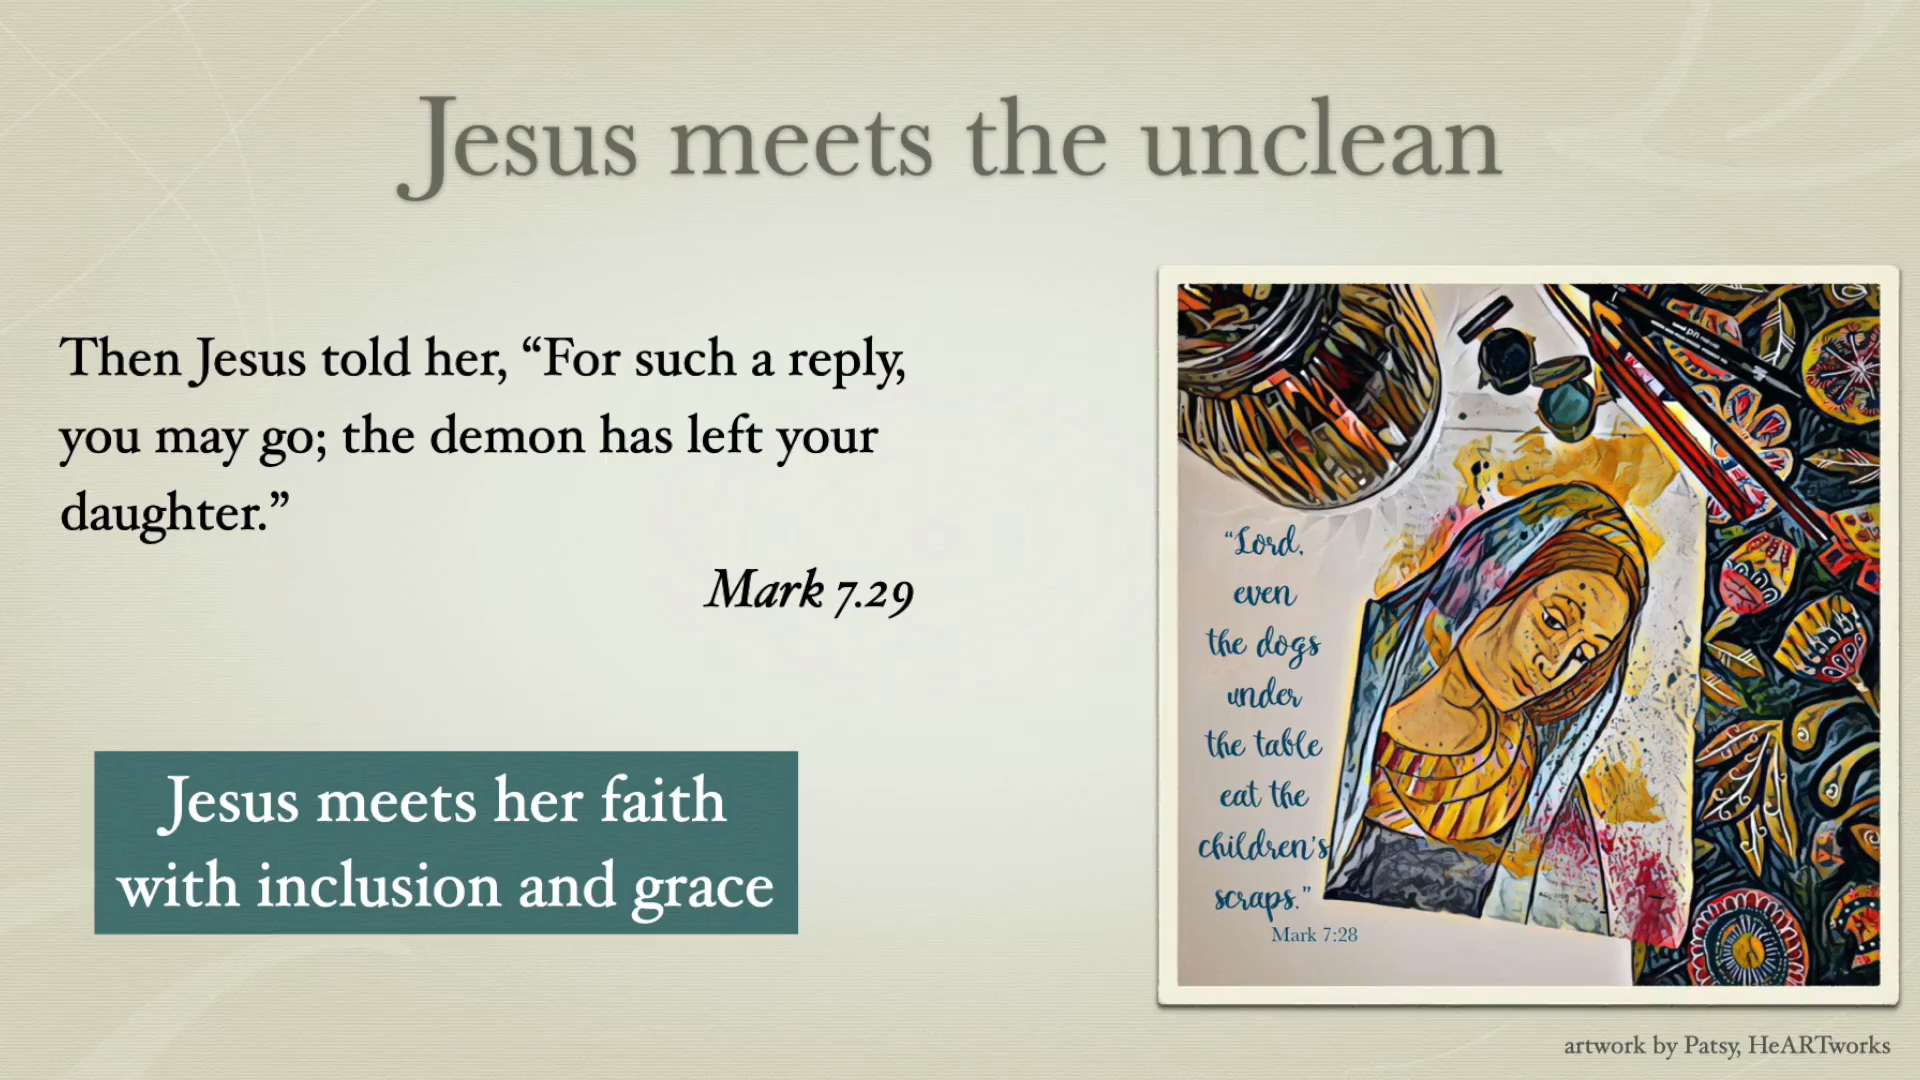 Jesus meets the unclean
Then Jesus told her, “For such a reply,
you may go; the demon has left your
daughter.”
Mark 7.29
Jesus meets her faith
with inclusion and grace
“Lord,
even
the dogs
under
the table
eat the
children's
scraps.”
Mark 7:28
artwork by Patsy, HeARTworks